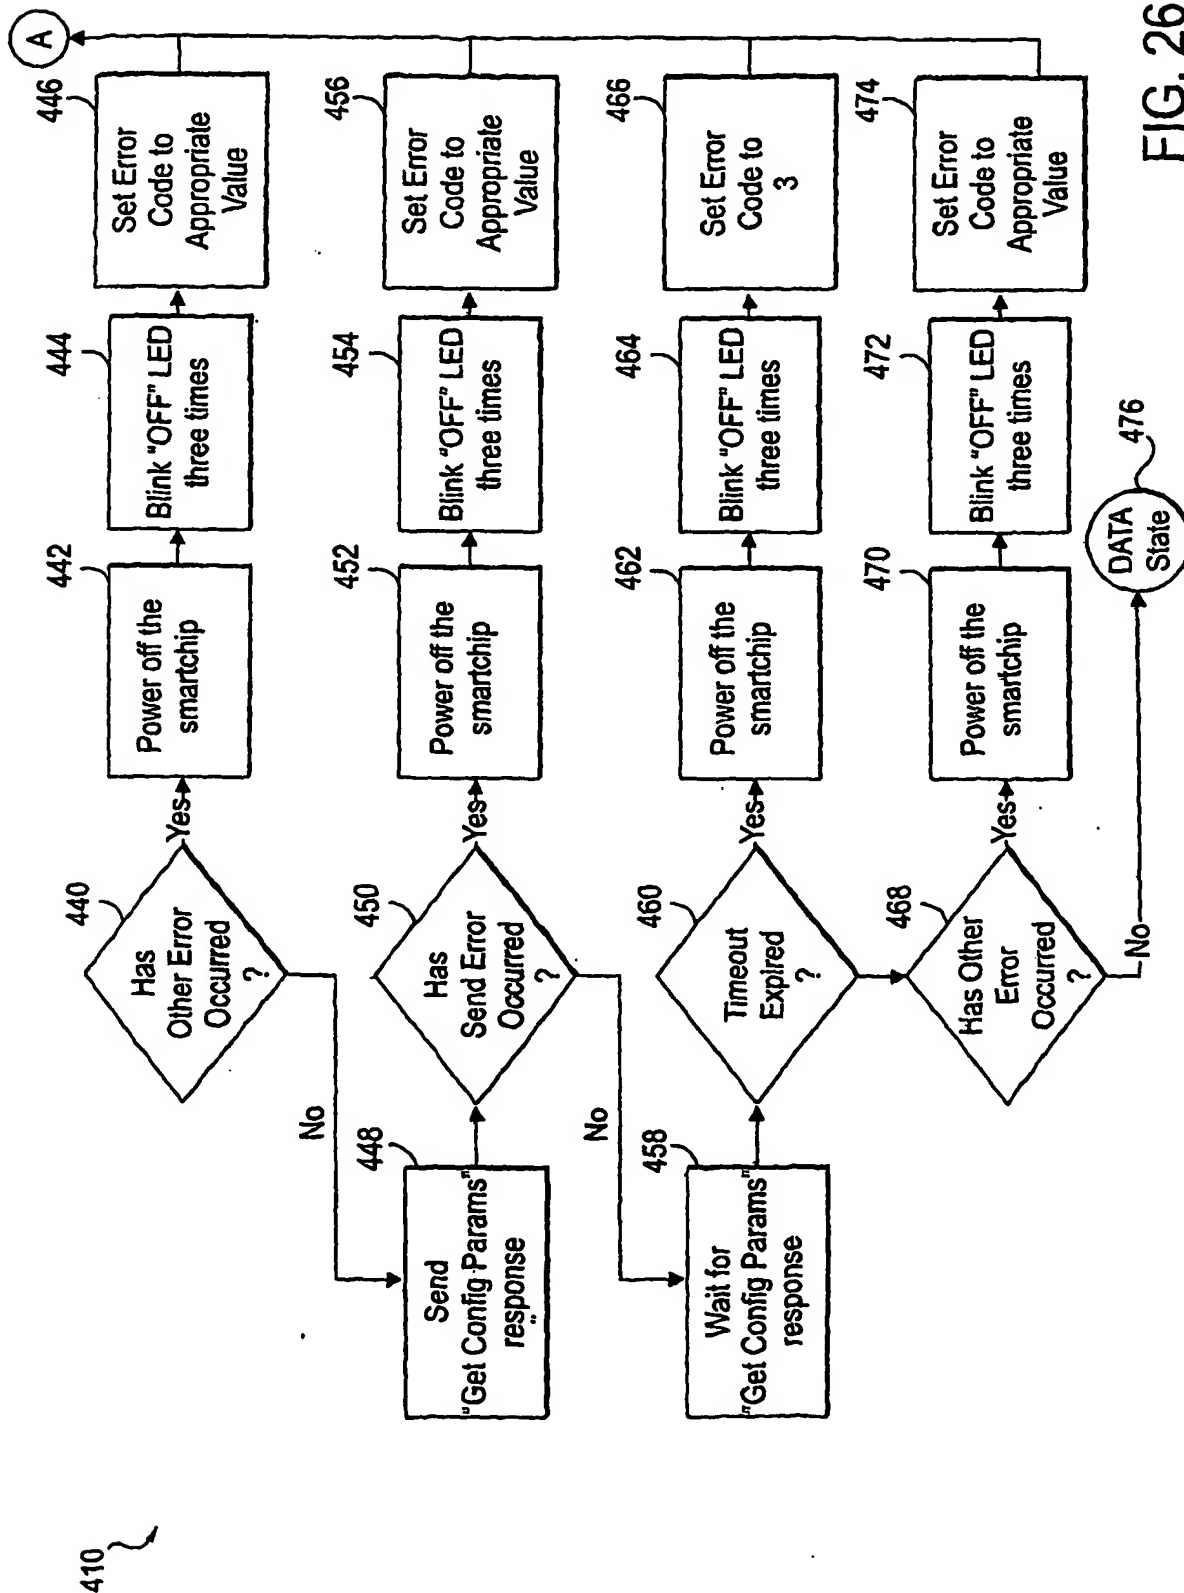 410
440
Has
Other Error
Occurred
?
Yes
442
Power off the
smartchip
444
Blink "OFF" LED
three times
446
Set Error
Code to
Appropriate
Value
A
No
448
Send
"Get Config Params"
response
450
Has
Send Error
Occurred
?
Yes
452
Power off the
smartchip
454
Blink "OFF" LED
three times
456
Set Error
Code to
Appropriate
Value
No
458
Wait for
"Get Config Params"
response
460
Timeout
Expired
?
Yes
462
Power off the
smartchip
464
Blink "OFF" LED
three times
466
Set Error
Code to
3
468
Has Other
Error
Occurred
?
Yes
470
Power off the
smartchip
472
Blink "OFF" LED
three times
474
Set Error
Code to
Appropriate
Value
No
DATA
State
476
FIG. 26